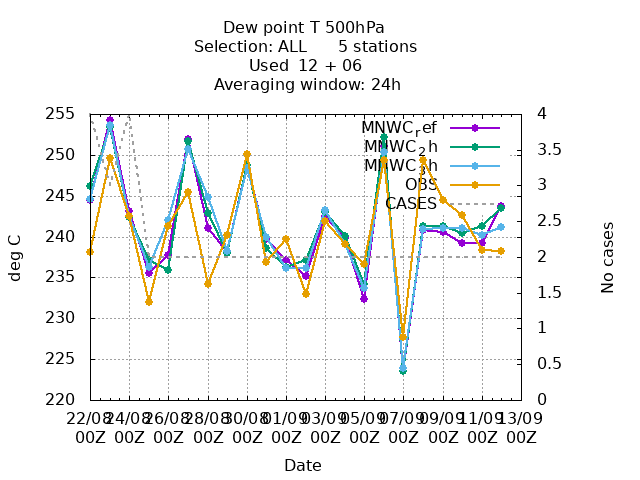 Dew point T 500hPa
Selection: ALL 5 stations
Used 12 + 06
Averaging window: 24h
deg C
No cases
255
250
245
240
235
230
225
220
4
3.5
3
2.5
2
1.5
1
0.5
0
MNWCref
MNWC2h
MNWC3h
OBS
CASES
22/08 24/08 26/08 28/08 30/08 01/09 03/09 05/09 07/09 09/09 11/09 13/09
00Z 00Z 00Z 00Z 00Z 00Z 00Z 00Z 00Z 00Z 00Z 00Z
Date